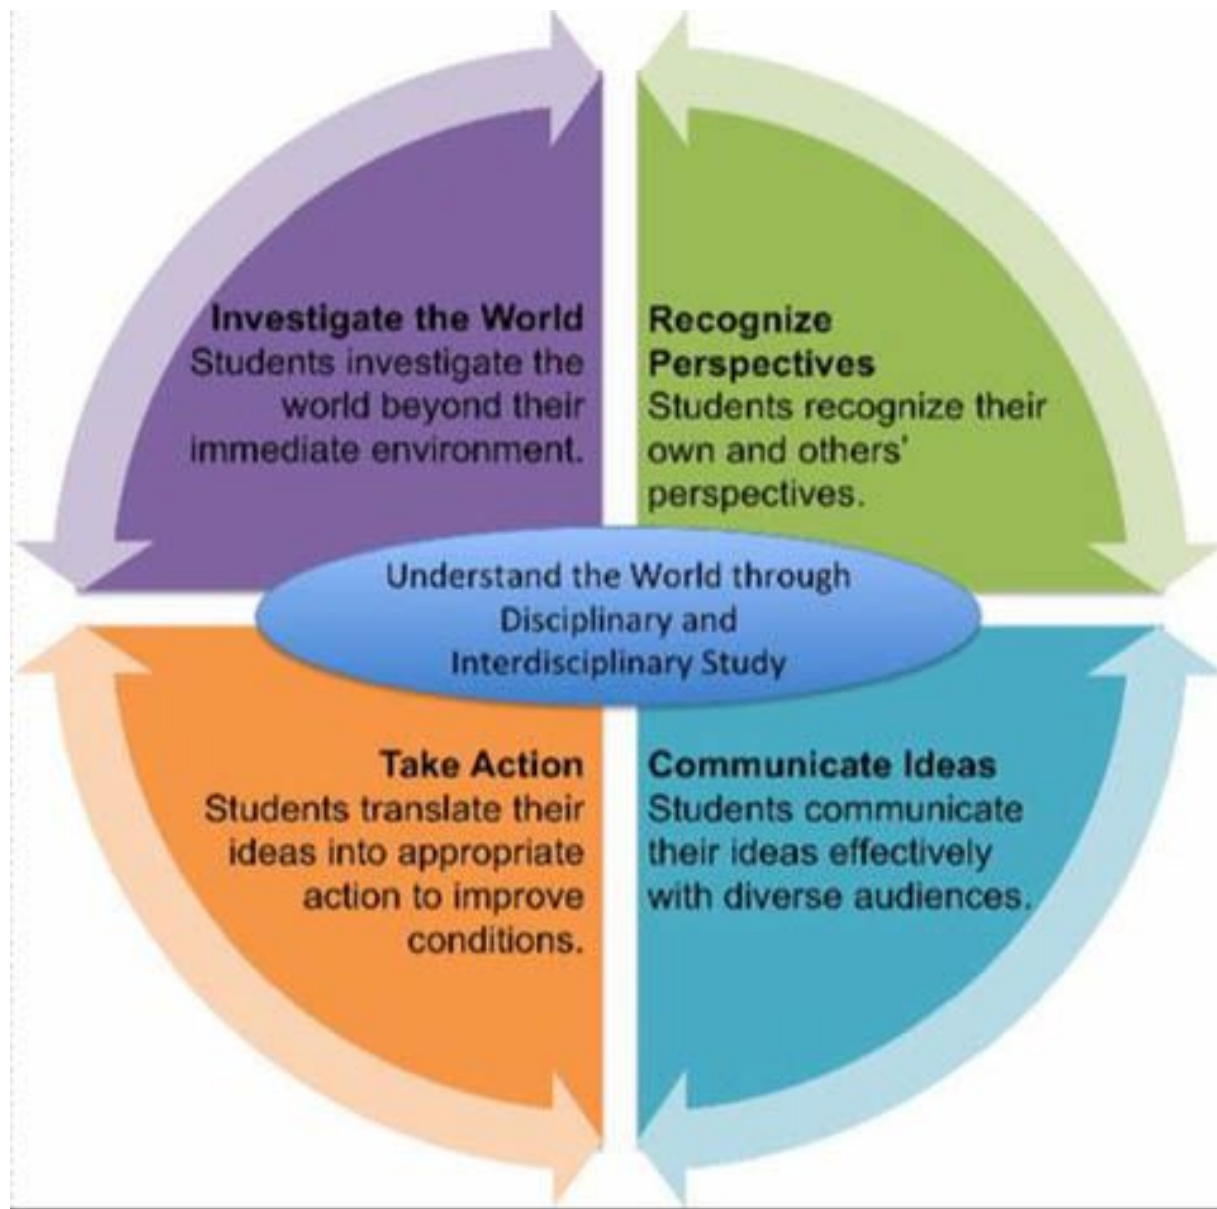 Investigate the World
Students investigate the
world beyond their
immediate environment.
Recognize
Perspectives
Students recognize their
own and others'
perspectives.
Understand the World through
Disciplinary and
Interdisciplinary Study
Take Action
Students translate their
ideas into appropriate
action to improve
conditions.
Communicate Ideas
Students communicate
their ideas effectively
with diverse audiences.